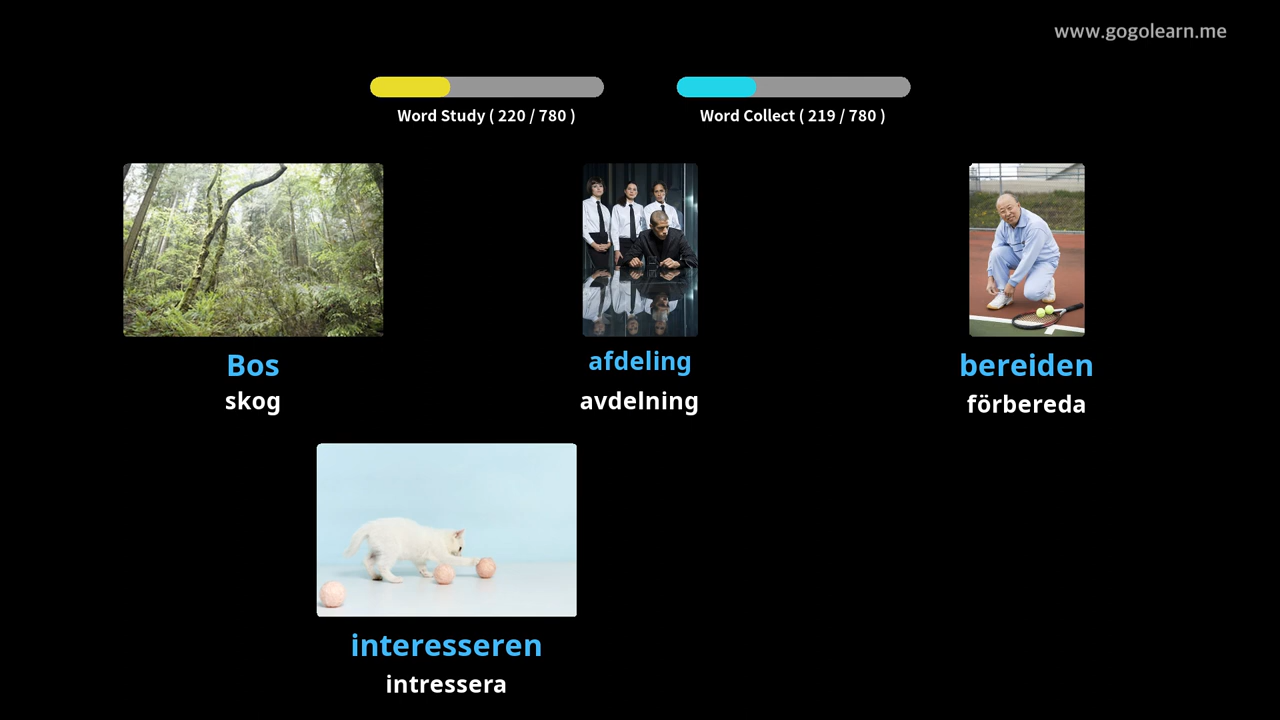 www.gogolearn.me
Word Study ( 220 / 780 )
Word Collect ( 219 / 780 )
Bos
skog
afdeling
avdelning
bereiden
förbereda
interesseren
intressera